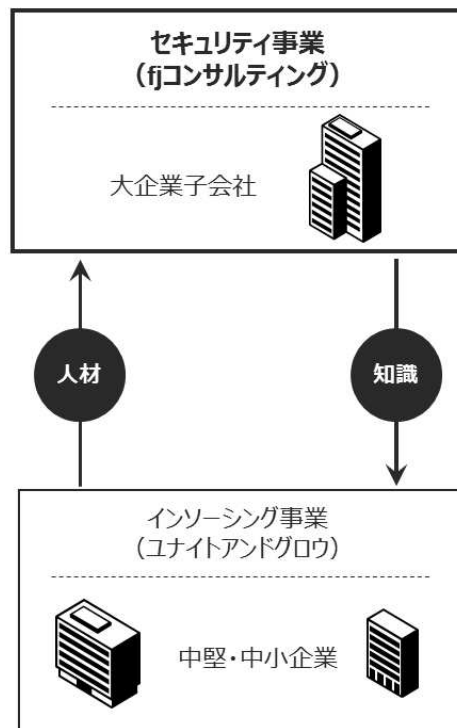 セキュリティ事業
（fjコンサルティング）
大企業子会社
人材
知識
インソーシング事業
（ユナイトアンドグロウ）
中堅・中小企業